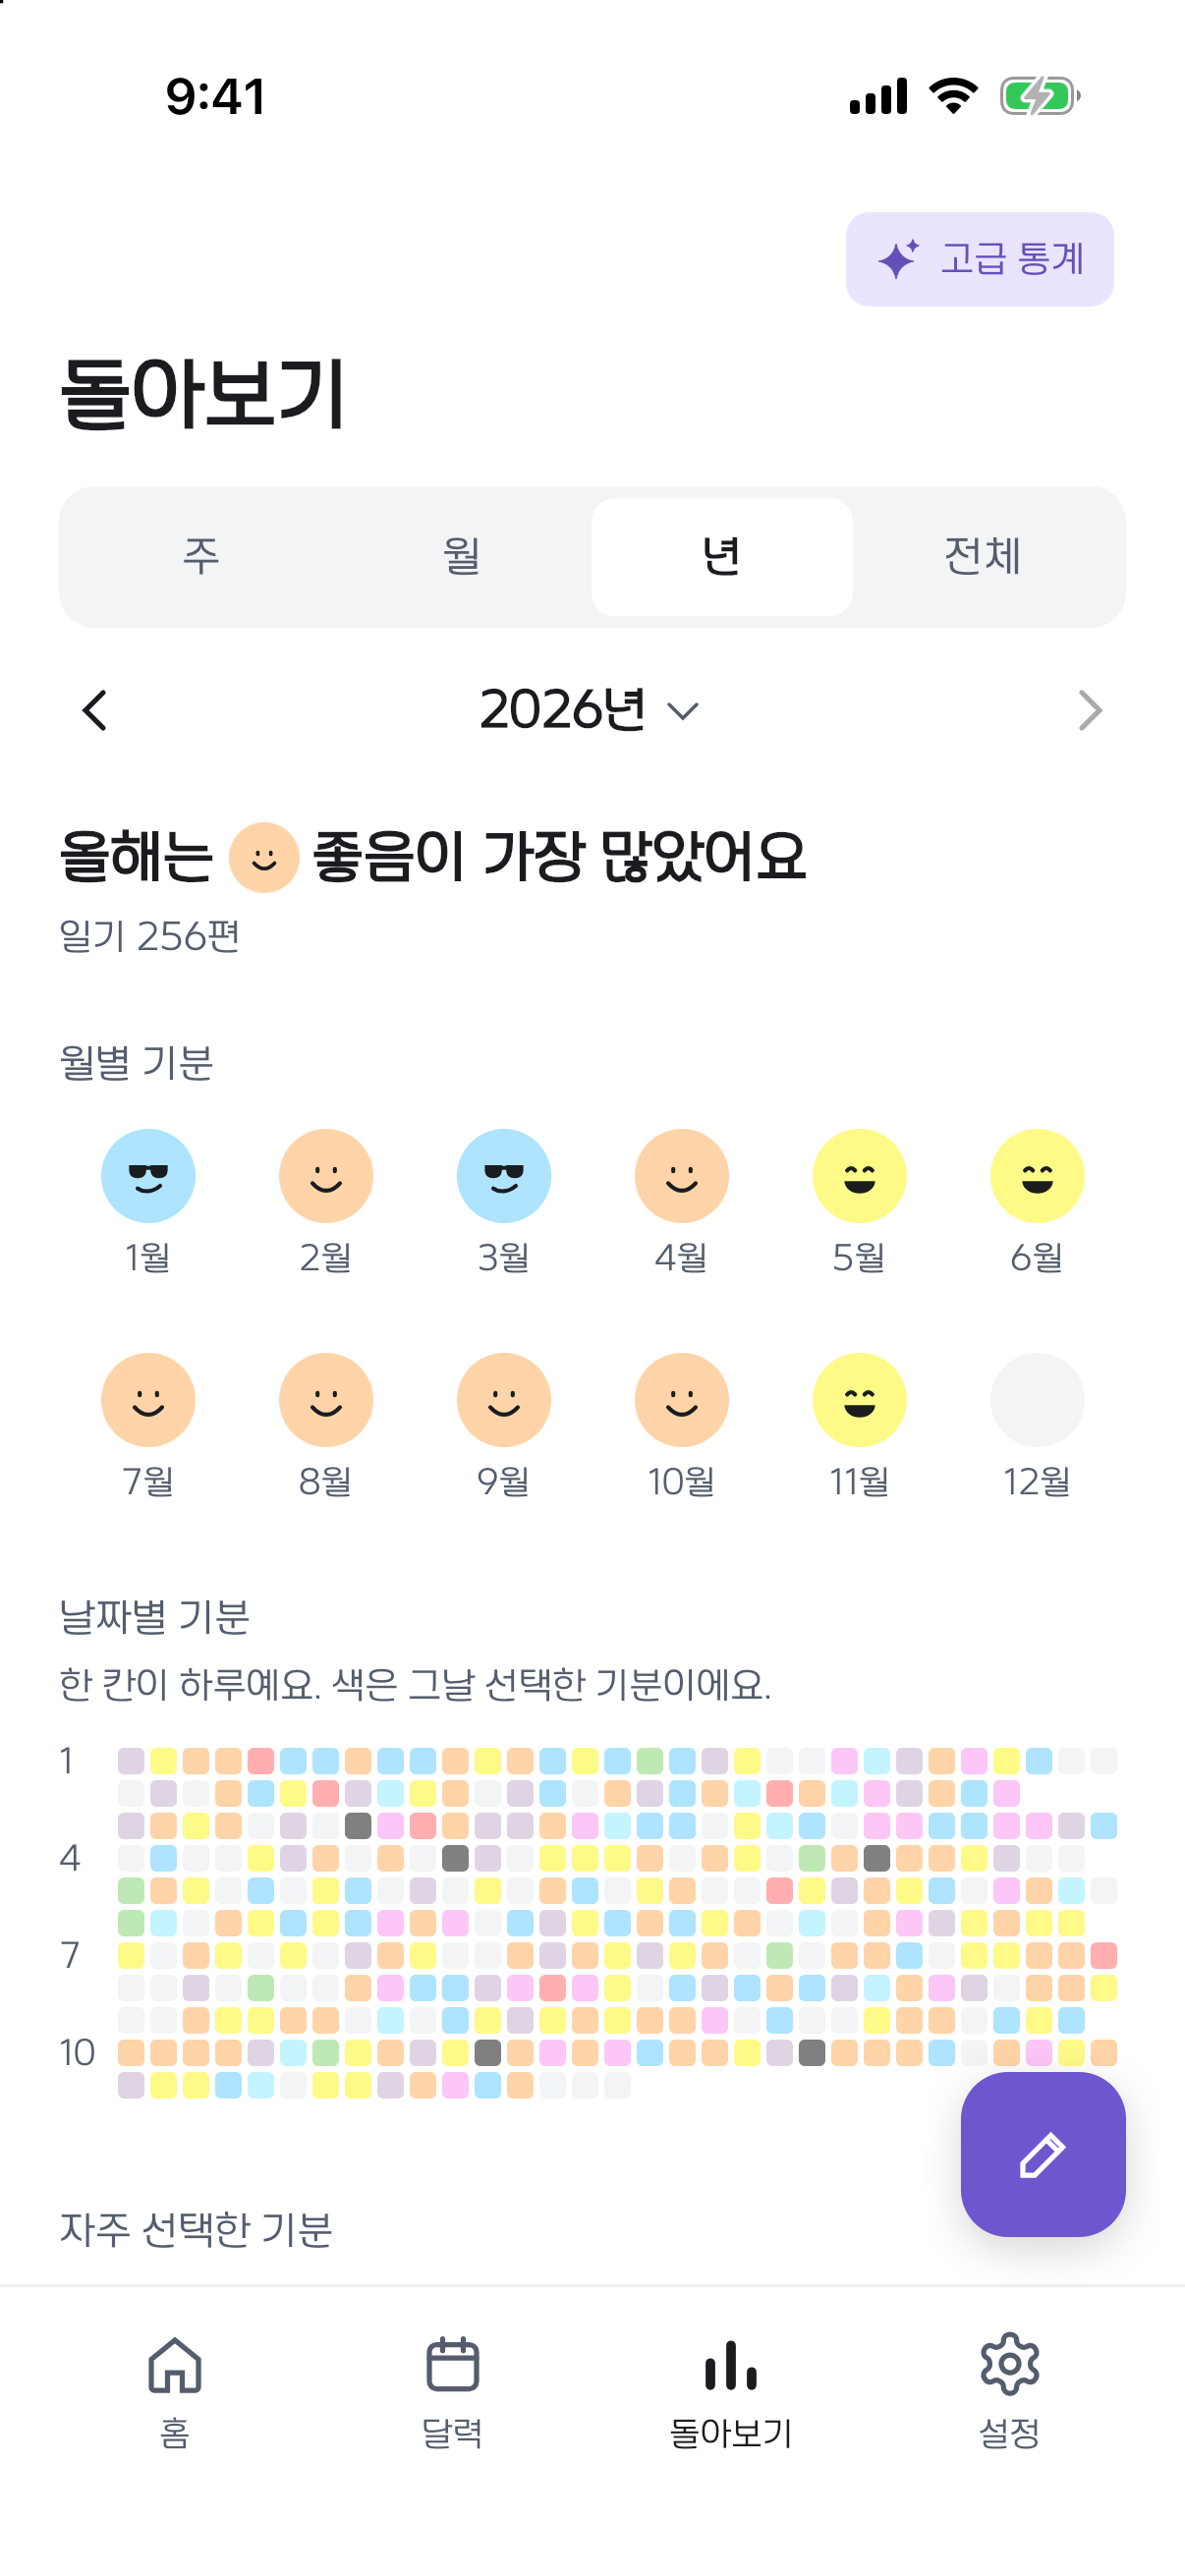 9:41
고급 통계
돌아보기
주 월 년 전체
2026년
올해는 좋음이 가장 많았어요
일기 256편
월별 기분
1월 2월 3월 4월 5월 6월
7월 8월 9월 10월 11월 12월
날짜별 기분
한 칸이 하루예요. 색은 그날 선택한 기분이에요.
1
4
7
10
자주 선택한 기분
홈 달력 돌아보기 설정